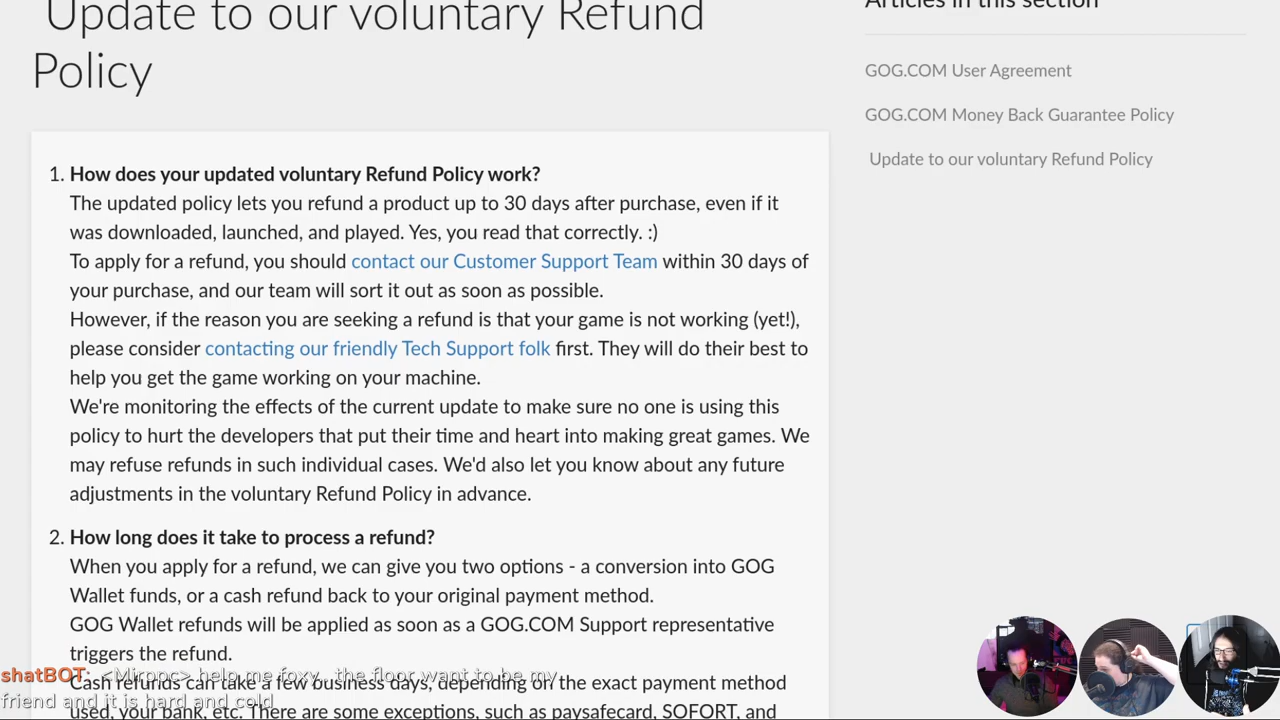 Update to our voluntary Refund
Policy
1. How does your updated voluntary Refund Policy work?
The updated policy lets you refund a product up to 30 days after purchase, even if it
was downloaded, launched, and played. Yes, you read that correctly. :)
To apply for a refund, you should contact our Customer Support Team within 30 days of
your purchase, and our team will sort it out as soon as possible.
However, if the reason you are seeking a refund is that your game is not working (yet!),
please consider contacting our friendly Tech Support folk first. They will do their best to
help you get the game working on your machine.
We're monitoring the effects of the current update to make sure no one is using this
policy to hurt the developers that put their time and heart into making great games. We
may refuse refunds in such individual cases. We'd also let you know about any future
adjustments in the voluntary Refund Policy in advance.
2. How long does it take to process a refund?
When you apply for a refund, we can give you two options - a conversion into GOG
Wallet funds, or a cash refund back to your original payment method.
GOG Wallet refunds will be applied as soon as a GOG.COM Support representative
triggers the refund.
Cash refunds can take a few business days, depending on the exact payment method
used, your bank, etc. There are some exceptions, such as paysafecard, SOFORT, and
Articles in this section
GOG.COM User Agreement
GOG.COM Money Back Guarantee Policy
Update to our voluntary Refund Policy
shatBOT: <Miropc> help me foxy.. the floor want to be my
friend and it is hard and cold